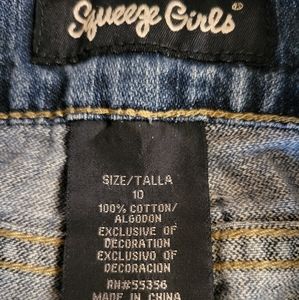 Squeeze Girls®
SIZE/TALLA
10
100% COTTON/
ALGODON
EXCLUSIVE OF
DECORATION
EXCLUSIVO DE
DECORACION
RN#55356
MADE IN CHINA